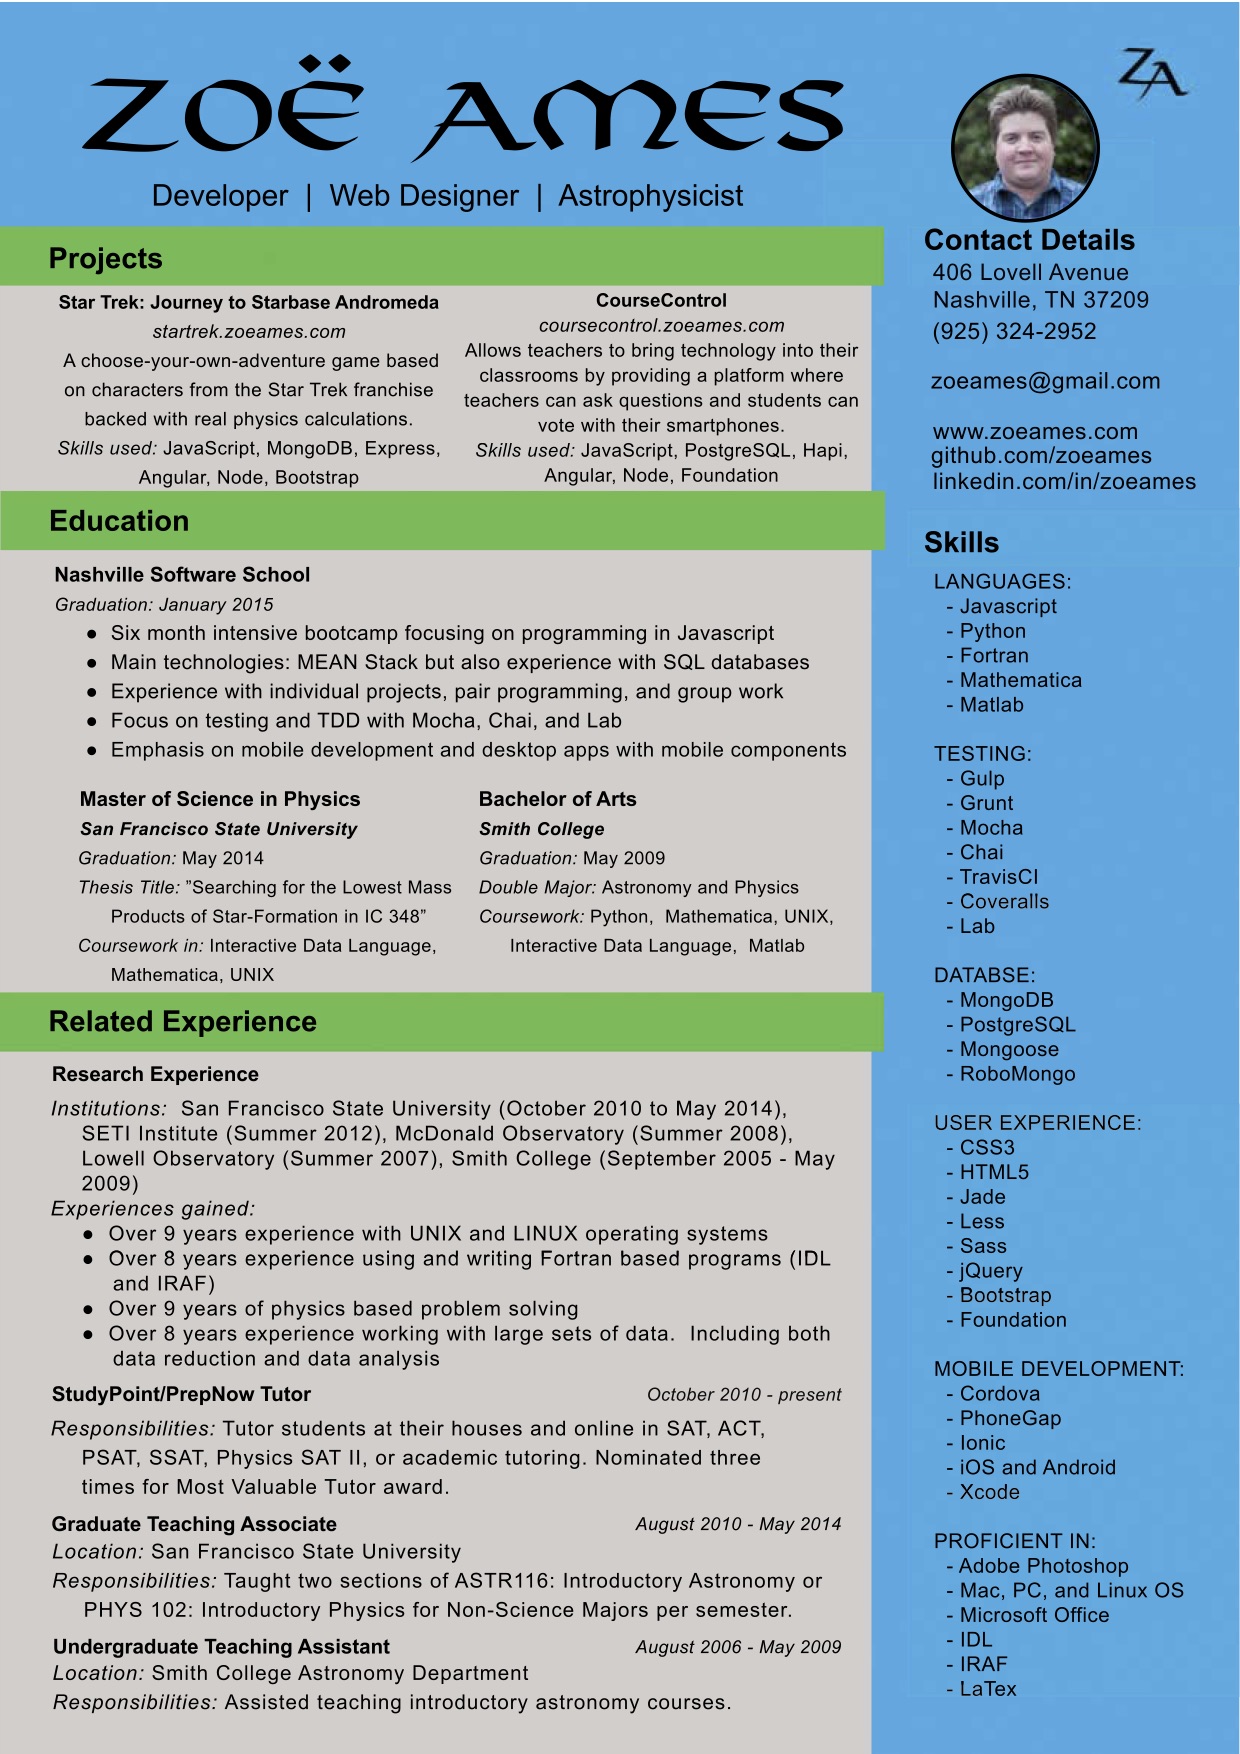 ZOË AMES
Developer | Web Designer | Astrophysicist
ZA
Projects
Star Trek: Journey to Starbase Andromeda
startrek.zoeames.com
A choose-your-own-adventure game based
on characters from the Star Trek franchise
backed with real physics calculations.
Skills used: JavaScript, MongoDB, Express,
Angular, Node, Bootstrap
CourseControl
coursecontrol.zoeames.com
Allows teachers to bring technology into their
classrooms by providing a platform where
teachers can ask questions and students can
vote with their smartphones.
Skills used: JavaScript, PostgreSQL, Hapi,
Angular, Node, Foundation
Education
Nashville Software School
Graduation: January 2015
● Six month intensive bootcamp focusing on programming in Javascript
● Main technologies: MEAN Stack but also experience with SQL databases
● Experience with individual projects, pair programming, and group work
● Focus on testing and TDD with Mocha, Chai, and Lab
● Emphasis on mobile development and desktop apps with mobile components
Master of Science in Physics
San Francisco State University
Graduation: May 2014
Thesis Title: ”Searching for the Lowest Mass
Products of Star-Formation in IC 348”
Coursework in: Interactive Data Language,
Mathematica, UNIX
Bachelor of Arts
Smith College
Graduation: May 2009
Double Major: Astronomy and Physics
Coursework: Python, Mathematica, UNIX,
Interactive Data Language, Matlab
Related Experience
Research Experience
Institutions: San Francisco State University (October 2010 to May 2014),
SETI Institute (Summer 2012), McDonald Observatory (Summer 2008),
Lowell Observatory (Summer 2007), Smith College (September 2005 - May
2009)
Experiences gained:
● Over 9 years experience with UNIX and LINUX operating systems
● Over 8 years experience using and writing Fortran based programs (IDL
and IRAF)
● Over 9 years of physics based problem solving
● Over 8 years experience working with large sets of data. Including both
data reduction and data analysis
StudyPoint/PrepNow Tutor October 2010 - present
Responsibilities: Tutor students at their houses and online in SAT, ACT,
PSAT, SSAT, Physics SAT II, or academic tutoring. Nominated three
times for Most Valuable Tutor award.
Graduate Teaching Associate August 2010 - May 2014
Location: San Francisco State University
Responsibilities: Taught two sections of ASTR116: Introductory Astronomy or
PHYS 102: Introductory Physics for Non-Science Majors per semester.
Undergraduate Teaching Assistant August 2006 - May 2009
Location: Smith College Astronomy Department
Responsibilities: Assisted teaching introductory astronomy courses.
Contact Details
406 Lovell Avenue
Nashville, TN 37209
(925) 324-2952
zoeames@gmail.com
www.zoeames.com
github.com/zoeames
linkedin.com/in/zoeames
Skills
LANGUAGES:
- Javascript
- Python
- Fortran
- Mathematica
- Matlab
TESTING:
- Gulp
- Grunt
- Mocha
- Chai
- TravisCI
- Coveralls
- Lab
DATABSE:
- MongoDB
- PostgreSQL
- Mongoose
- RoboMongo
USER EXPERIENCE:
- CSS3
- HTML5
- Jade
- Less
- Sass
- jQuery
- Bootstrap
- Foundation
MOBILE DEVELOPMENT:
- Cordova
- PhoneGap
- Ionic
- iOS and Android
- Xcode
PROFICIENT IN:
- Adobe Photoshop
- Mac, PC, and Linux OS
- Microsoft Office
- IDL
- IRAF
- LaTex